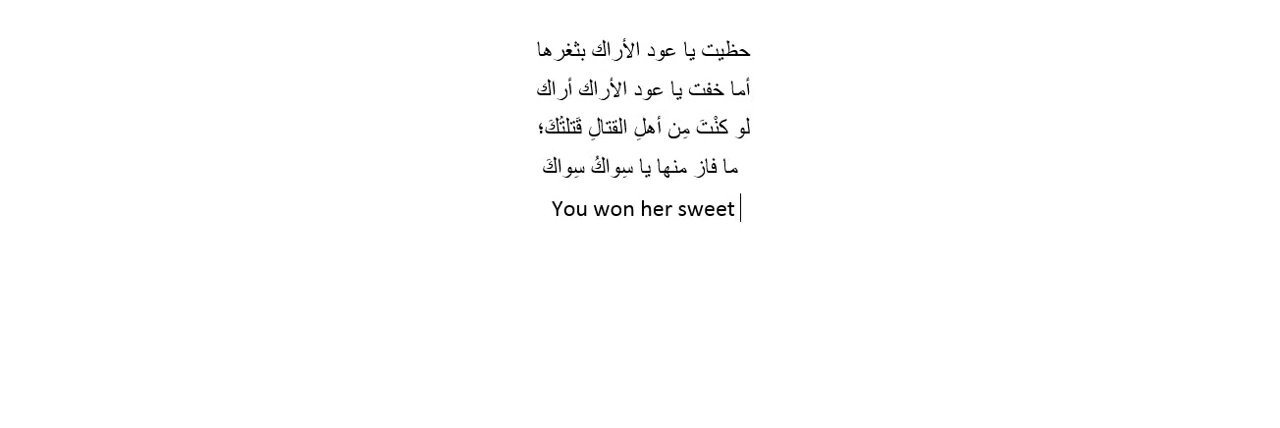 حظيت يا عود الأراك بثغرها
أما خفت يا عود الأراك أراك
لو كنْتَ مِن أهلِ القتالِ قَتلتُكَ؛
ما فاز منها يا سِواكُ سِواكَ
You won her sweet